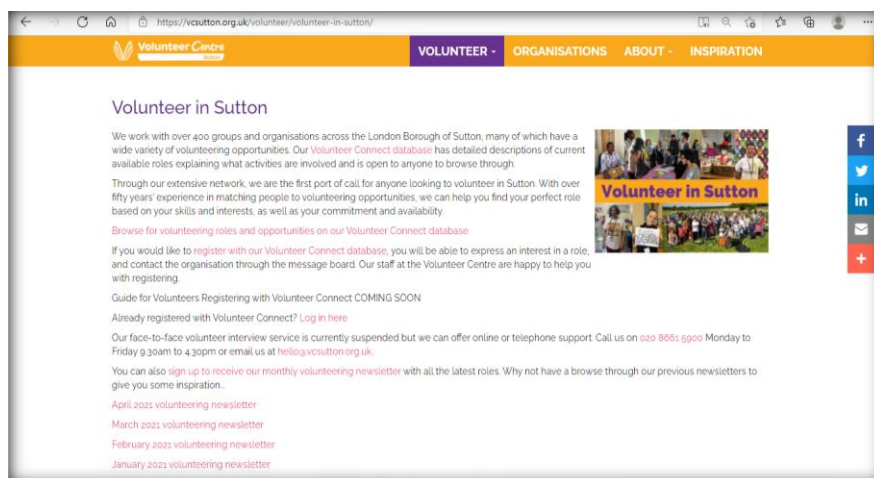 https://vcsutton.org.uk/volunteer/volunteer-in-sutton/
Volunteer Centre
Sutton
VOLUNTEER
ORGANISATIONS
ABOUT
INSPIRATION
Volunteer in Sutton
We work with over 400 groups and organisations across the London Borough of Sutton, many of which have a
wide variety of volunteering opportunities. Our Volunteer Connect database has detailed descriptions of current
available roles explaining what activities are involved and is open to anyone to browse through.
Through our extensive network, we are the first port of call for anyone looking to volunteer in Sutton. With over
fifty years' experience in matching people to volunteering opportunities, we can help you find your perfect role
based on your skills and interests, as well as your commitment and availability.
Browse for volunteering roles and opportunities on our Volunteer Connect database
If you would like to register with our Volunteer Connect database, you will be able to express an interest in a role,
and contact the organisation through the message board. Our staff at the Volunteer Centre are happy to help you
with registering.
Volunteer in Sutton
Guide for Volunteers Registering with Volunteer Connect COMING SOON
Already registered with Volunteer Connect? Log in here
Our face-to-face volunteer interview service is currently suspended but we can offer online or telephone support. Call us on 020 8661 5900 Monday to
Friday 9.30am to 4.30pm or email us at hello@vcsutton.org.uk.
You can also sign up to receive our monthly volunteering newsletter with all the latest roles. Why not have a browse through our previous newsletters to
give you some inspiration...
April 2021 volunteering newsletter
March 2021 volunteering newsletter
February 2021 volunteering newsletter
January 2021 volunteering newsletter